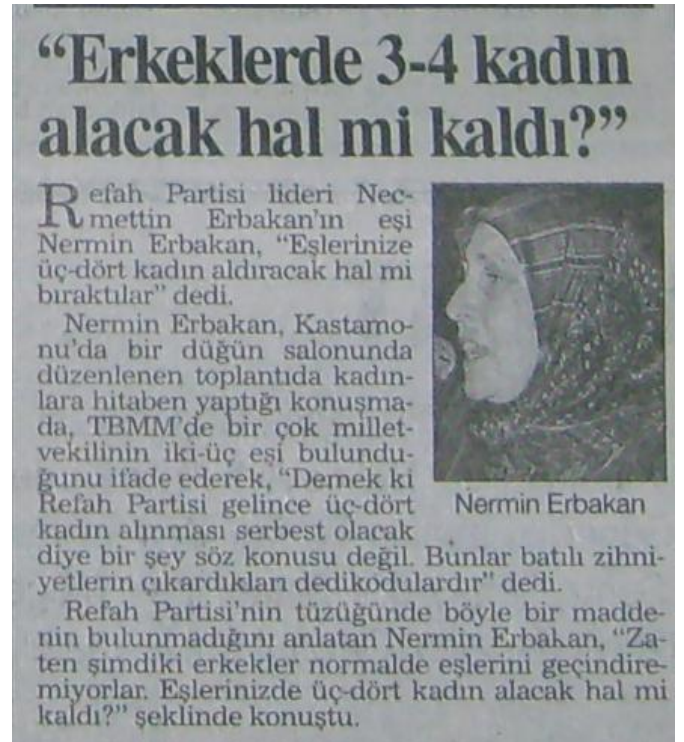 “Erkeklerde 3-4 kadın
alacak hal mi kaldı?”
Refah Partisi lideri Nec-
mettin Erbakan'ın eşi
Nermin Erbakan, “Eşlerinize
üç-dört kadın aldıracak hal mi
bıraktılar” dedi.
Nermin Erbakan, Kastamo-
nu'da bir düğün salonunda
düzenlenen toplantıda kadın-
lara hitaben yaptığı konuşma-
da, TBMM'de bir çok millet-
vekilinin iki-üç eşi bulundu-
ğunu ifade ederek, “Demek ki
Refah Partisi gelince üç-dört
kadın alınması serbest olacak
diye bir şey söz konusu değil. Bunlar batılı zihni-
yetlerin çıkardıkları dedikodulardır” dedi.
Refah Partisi'nin tüzüğünde böyle bir madde-
nin bulunmadığını anlatan Nermin Erbakan, “Za-
ten şimdiki erkekler normalde eşlerini geçindire-
miyorlar. Eşlerinizde üç-dört kadın alacak hal mi
kaldı?” şeklinde konuştu.
Nermin Erbakan